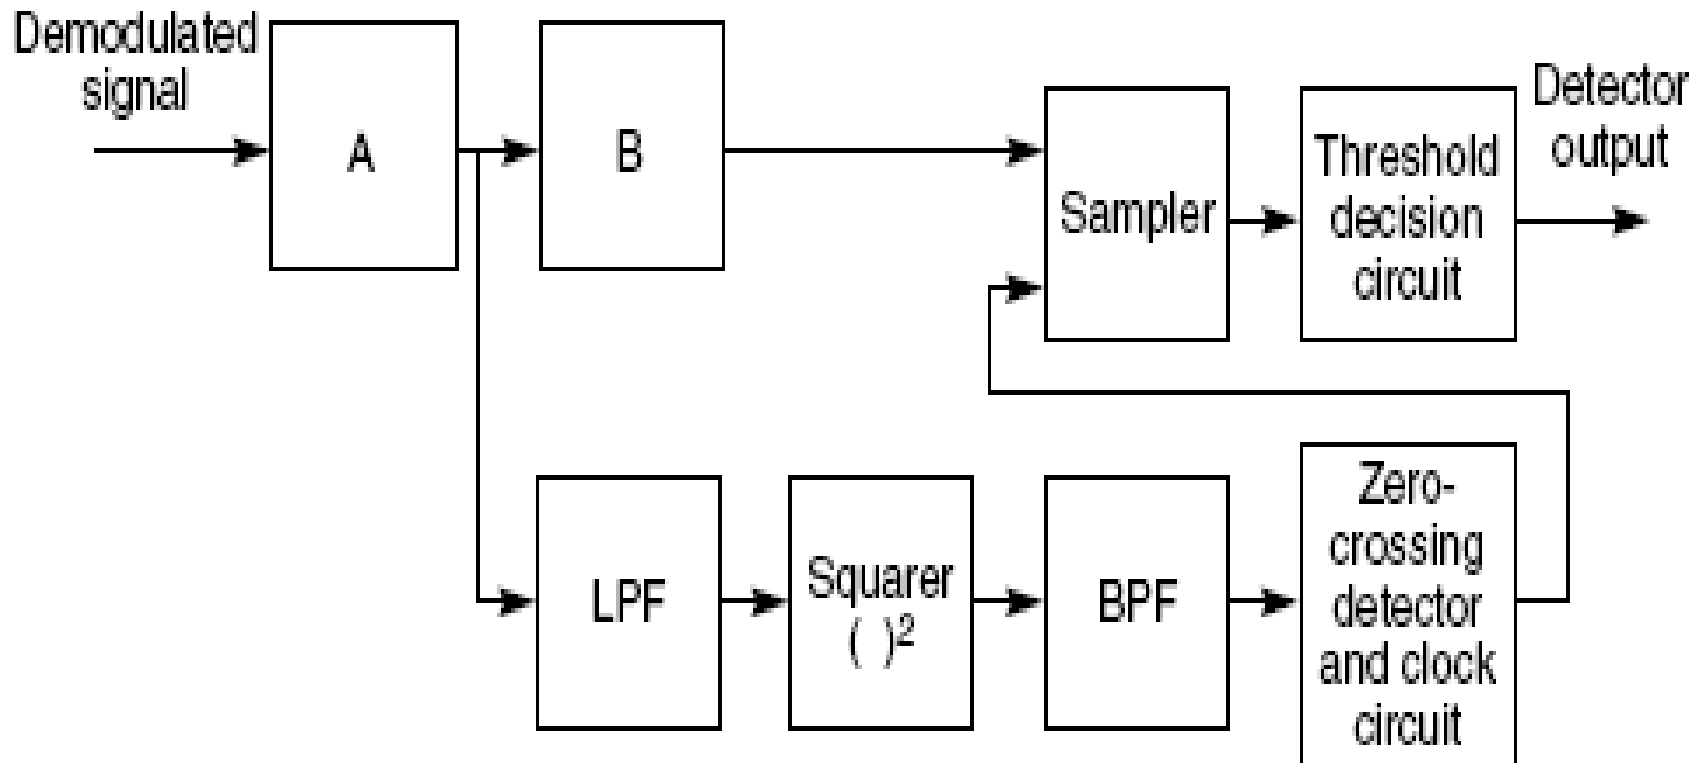 Demodulated
signal
A
B
Sampler
Threshold
decision
circuit
Detector
output
LPF
Squarer
( )²
BPF
Zero-
crossing
detector
and clock
circuit